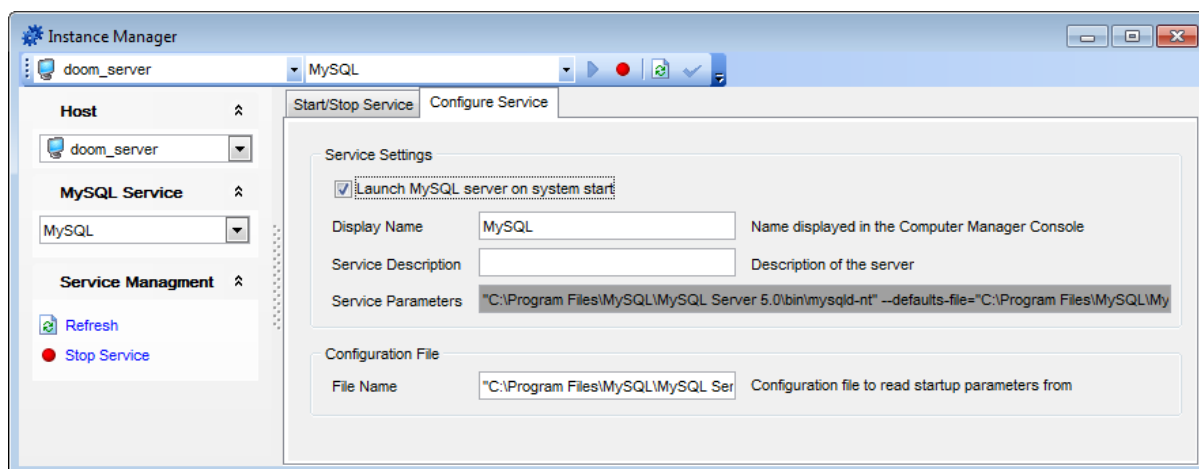 Instance Manager
doom_server MySQL
Host
doom_server
MySQL Service
MySQL
Service Managment
Refresh
Stop Service
Start/Stop Service Configure Service
Service Settings
Launch MySQL server on system start
Display Name MySQL Name displayed in the Computer Manager Console
Service Description Description of the server
Service Parameters "C:\Program Files\MySQL\MySQL Server 5.0\bin\mysqld-nt" --defaults-file="C:\Program Files\MySQL\My
Configuration File
File Name "C:\Program Files\MySQL\MySQL Ser Configuration file to read startup parameters from